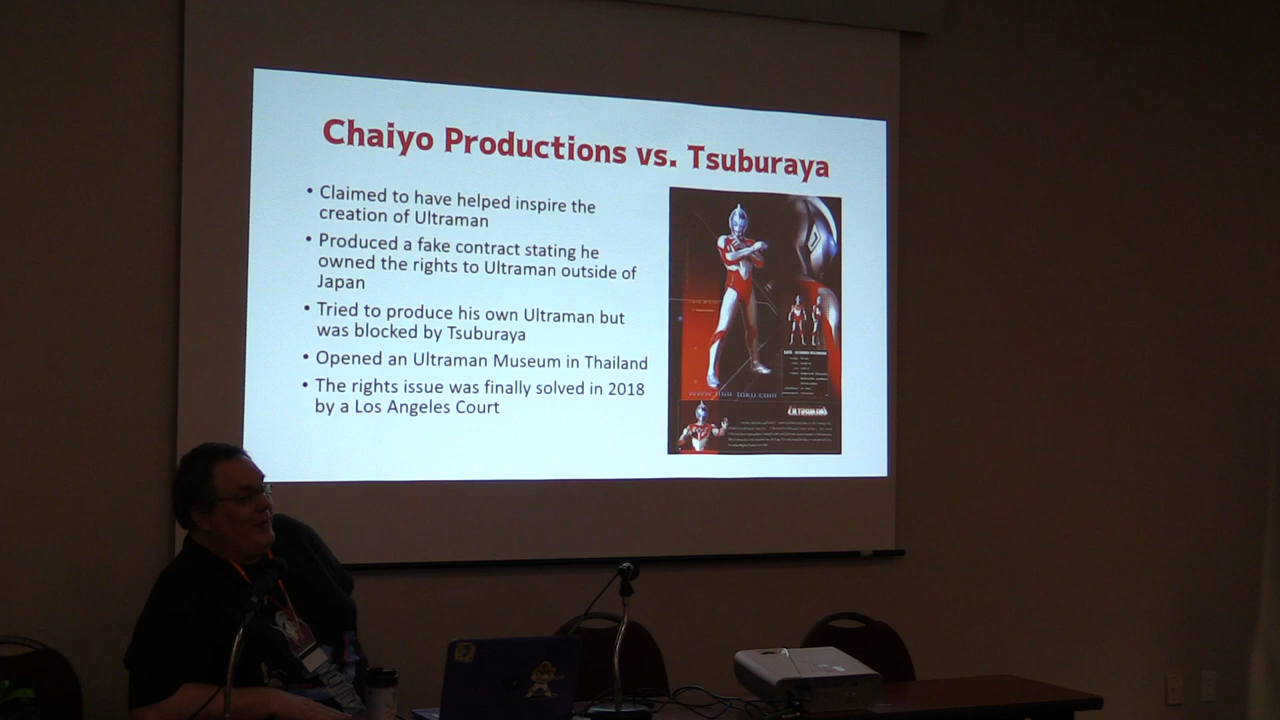 Chaiyo Productions vs. Tsuburaya
• Claimed to have helped inspire the
creation of Ultraman
• Produced a fake contract stating he
owned the rights to Ultraman outside of
Japan
• Tried to produce his own Ultraman but
was blocked by Tsuburaya
• Opened an Ultraman Museum in Thailand
• The rights issue was finally solved in 2018
by a Los Angeles Court
ULTRAMAN